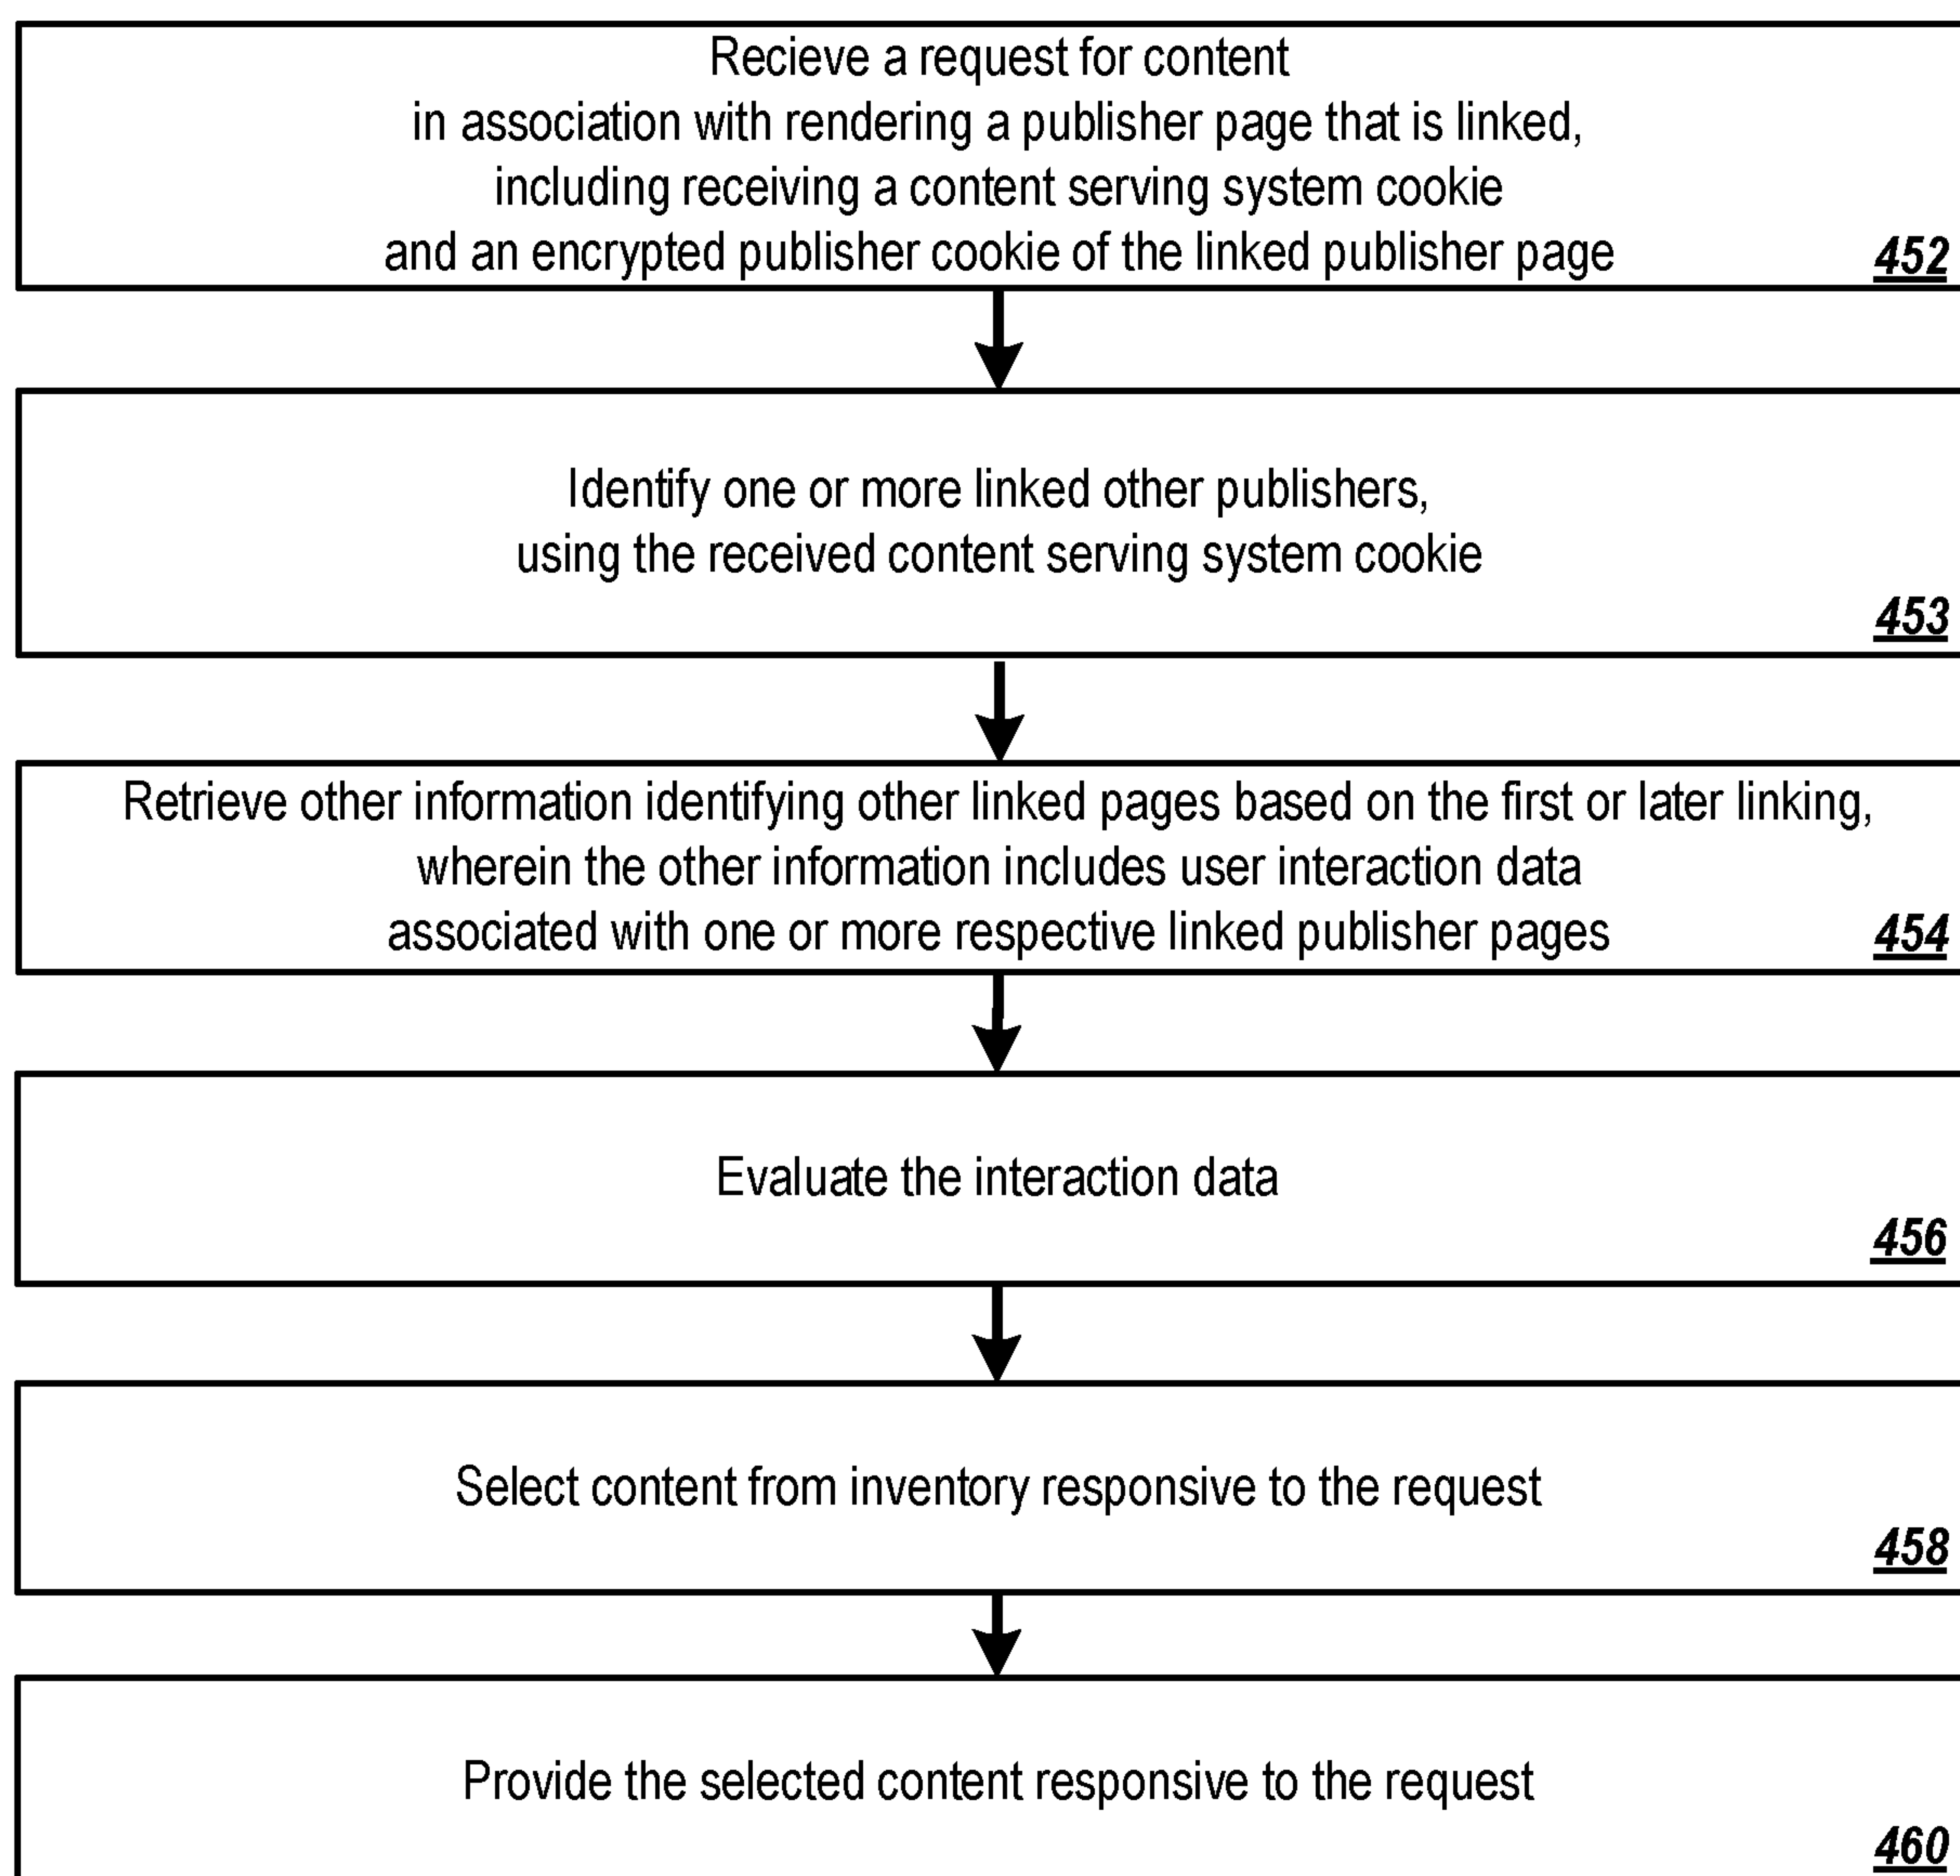 Recieve a request for content
in association with rendering a publisher page that is linked,
including receiving a content serving system cookie
and an encrypted publisher cookie of the linked publisher page
452
Identify one or more linked other publishers,
using the received content serving system cookie
453
Retrieve other information identifying other linked pages based on the first or later linking,
wherein the other information includes user interaction data
associated with one or more respective linked publisher pages
454
Evaluate the interaction data
456
Select content from inventory responsive to the request
458
Provide the selected content responsive to the request
460